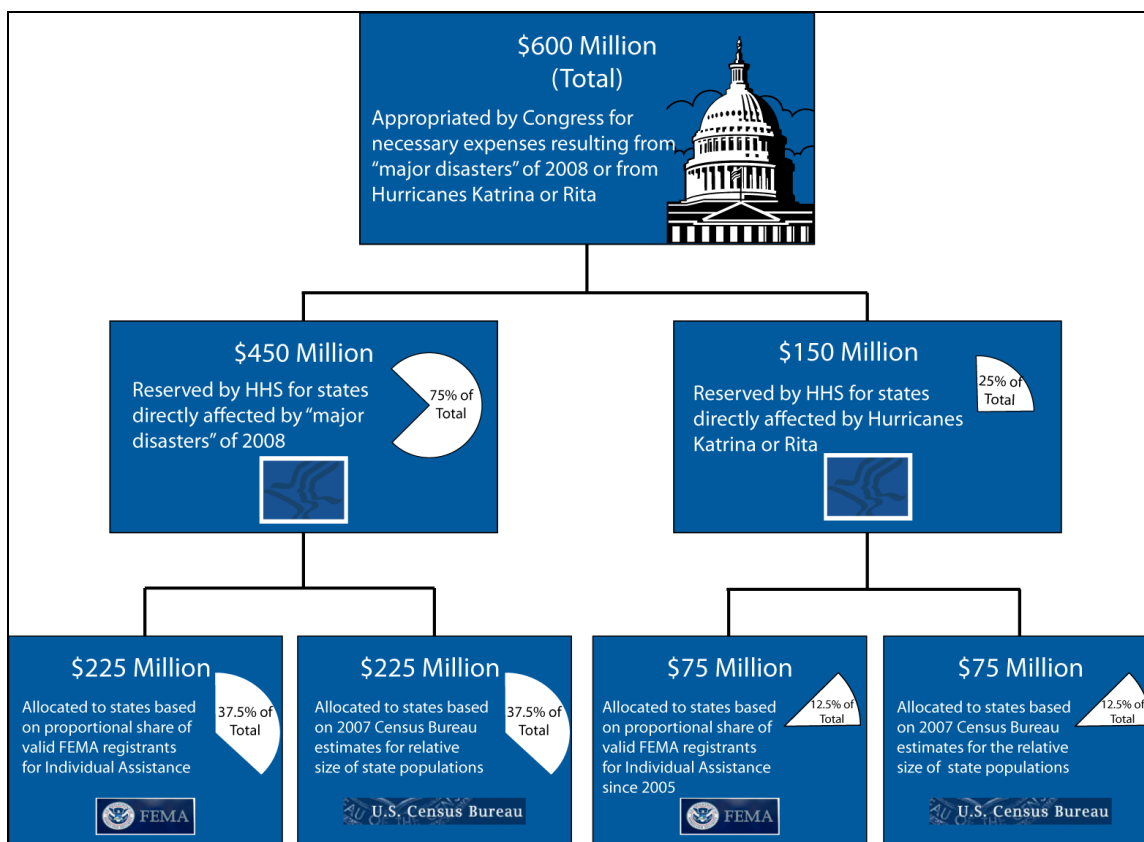 $600 Million
(Total)
Appropriated by Congress for
necessary expenses resulting from
“major disasters” of 2008 or from
Hurricanes Katrina or Rita
$450 Million
Reserved by HHS for states
directly affected by “major
disasters” of 2008
75% of
Total
$150 Million
Reserved by HHS for states
directly affected by Hurricanes
Katrina or Rita
25% of
Total
$225 Million
Allocated to states based
on proportional share of
valid FEMA registrants
for Individual Assistance
37.5% of
Total
FEMA
$225 Million
Allocated to states based
on 2007 Census Bureau
estimates for relative
size of state populations
37.5% of
Total
U.S. Census Bureau
$75 Million
Allocated to states based
on proportional share of
valid FEMA registrants
for Individual Assistance
since 2005
12.5% of
Total
FEMA
$75 Million
Allocated to states based
on 2007 Census Bureau
estimates for the relative
size of state populations
12.5% of
Total
U.S. Census Bureau